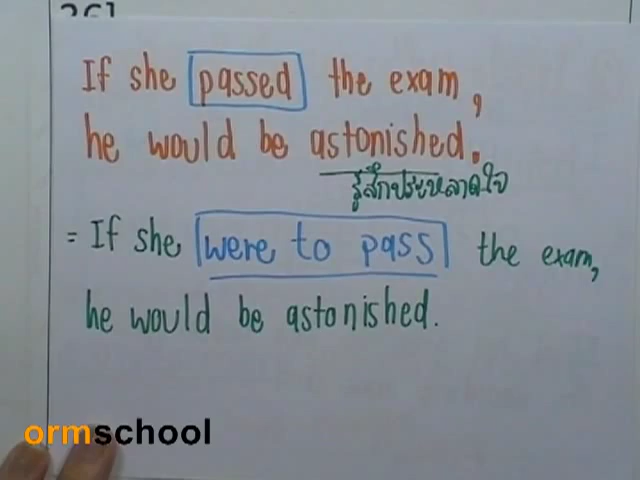 If she passed the exam,
he would be astonished.
รู้สึกประหลาดใจ
= If she were to pass the exam,
he would be astonished.
ormschool